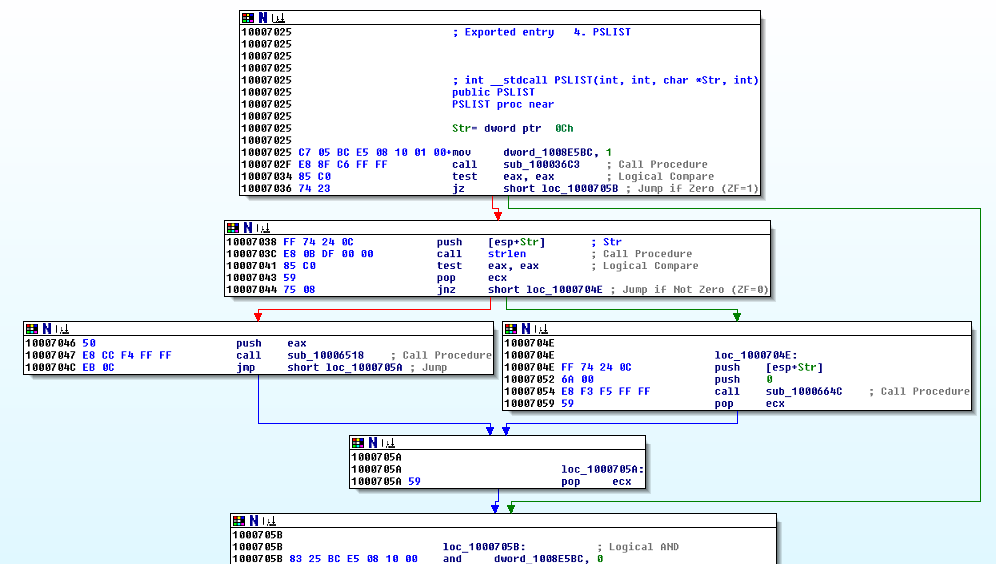 10007025 ; Exported entry 4. PSLIST
10007025
10007025
10007025
10007025 ; int __stdcall PSLIST(int, int, char *Str, int)
10007025 public PSLIST
10007025 PSLIST proc near
10007025
10007025 Str= dword ptr 0Ch
10007025
10007025 C7 05 BC E5 08 10 01 00+mov dword_1008E5BC, 1
1000702F E8 8F C6 FF FF call sub_100036C3 ; Call Procedure
10007034 85 C0 test eax, eax ; Logical Compare
10007036 74 23 jz short loc_1000705B ; Jump if Zero (ZF=1)
10007038 FF 74 24 0C push [esp+Str] ; Str
1000703C E8 0B DF 00 00 call strlen ; Call Procedure
10007041 85 C0 test eax, eax ; Logical Compare
10007043 59 pop ecx
10007044 75 08 jnz short loc_1000704E ; Jump if Not Zero (ZF=0)
10007046 50 push eax
10007047 E8 CC F4 FF FF call sub_10006518 ; Call Procedure
1000704C EB 0C jmp short loc_1000705A ; Jump
1000704E
1000704E loc_1000704E:
1000704E FF 74 24 0C push [esp+Str]
10007052 6A 00 push 0
10007054 E8 F3 F5 FF FF call sub_1000664C ; Call Procedure
10007059 59 pop ecx
1000705A
1000705A loc_1000705A:
1000705A 59 pop ecx
1000705B
1000705B loc_1000705B: ; Logical AND
1000705B 83 25 BC E5 08 10 00 and dword_1008E5BC, 0